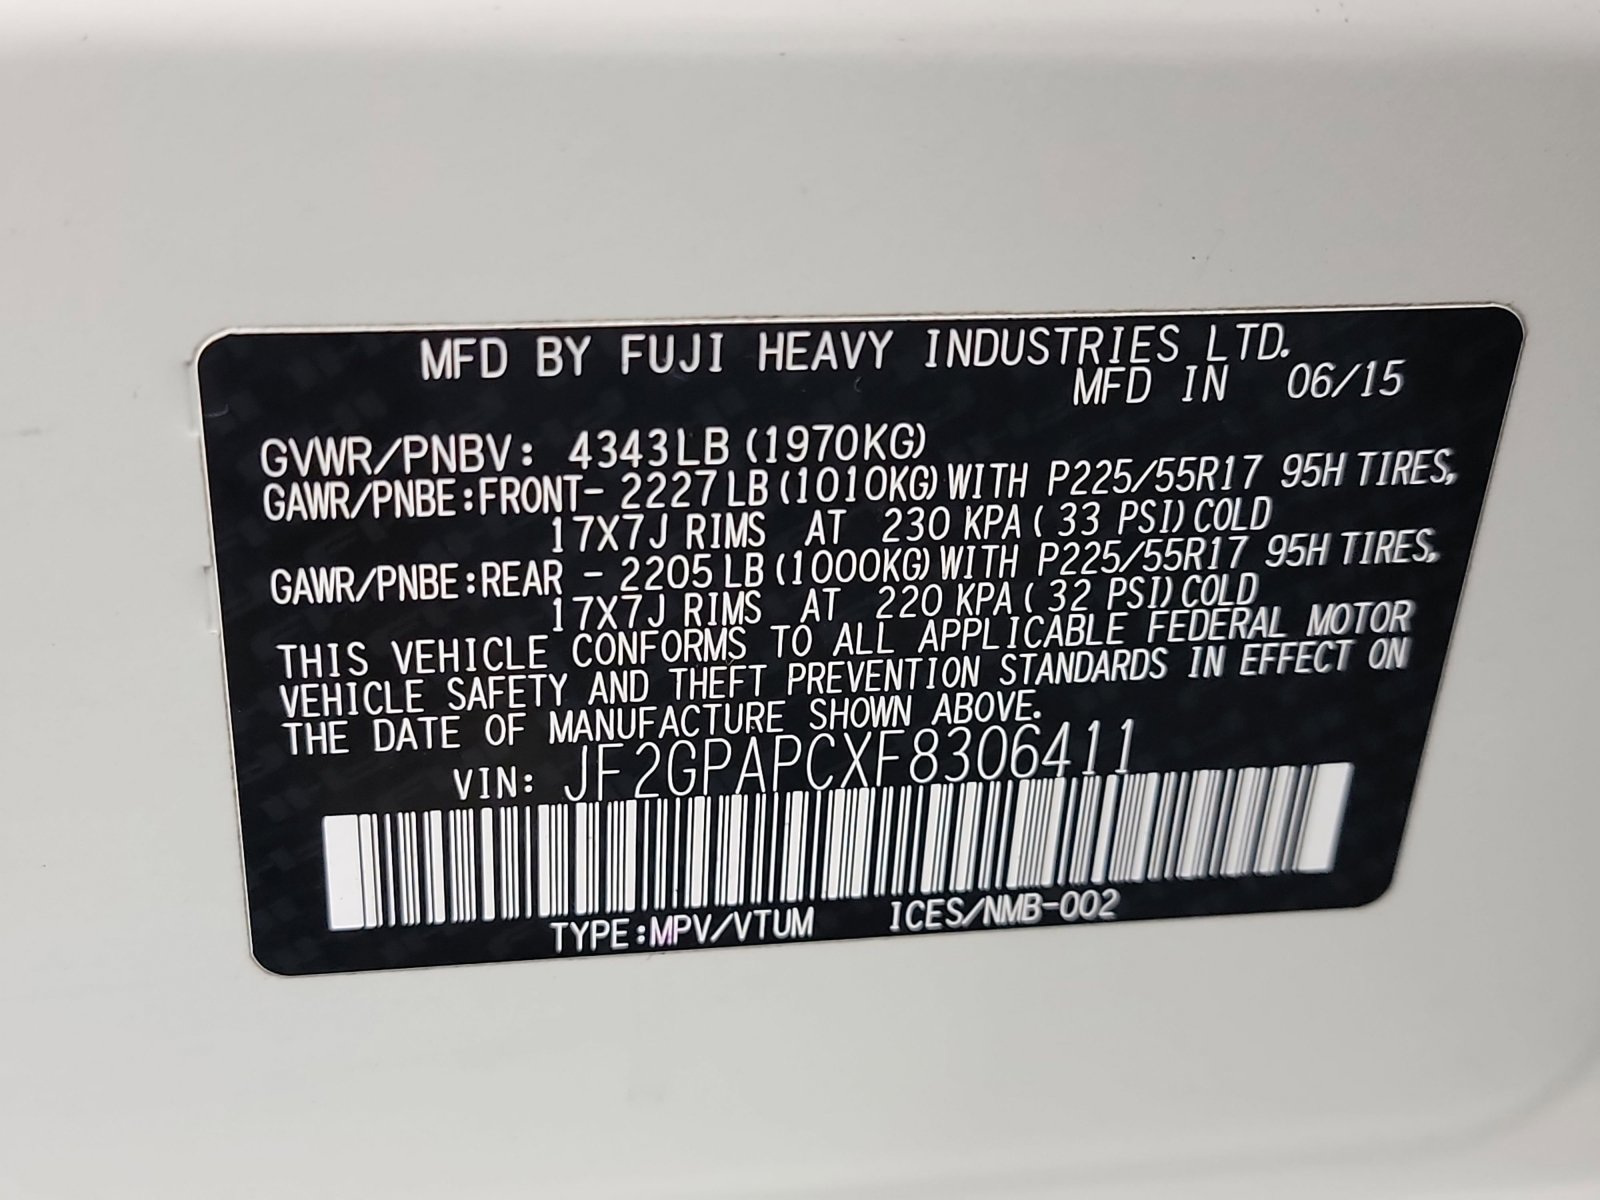 MFD BY FUJI HEAVY INDUSTRIES LTD.
MFD IN 06/15
GVWR/PNBV: 4343LB (1970KG)
GAWR/PNBE:FRONT- 2227LB (1010KG) WITH P225/55R17 95H TIRES,
17X7J RIMS AT 230 KPA ( 33 PSI) COLD
GAWR/PNBE:REAR - 2205LB (1000KG) WITH P225/55R17 95H TIRES,
17X7J RIMS AT 220 KPA ( 32 PSI) COLD
THIS VEHICLE CONFORMS TO ALL APPLICABLE FEDERAL MOTOR
VEHICLE SAFETY AND THEFT PREVENTION STANDARDS IN EFFECT ON
THE DATE OF MANUFACTURE SHOWN ABOVE.
VIN: JF2GPAPCXF8306411
TYPE:MPV/VTUM ICES/NMB-002